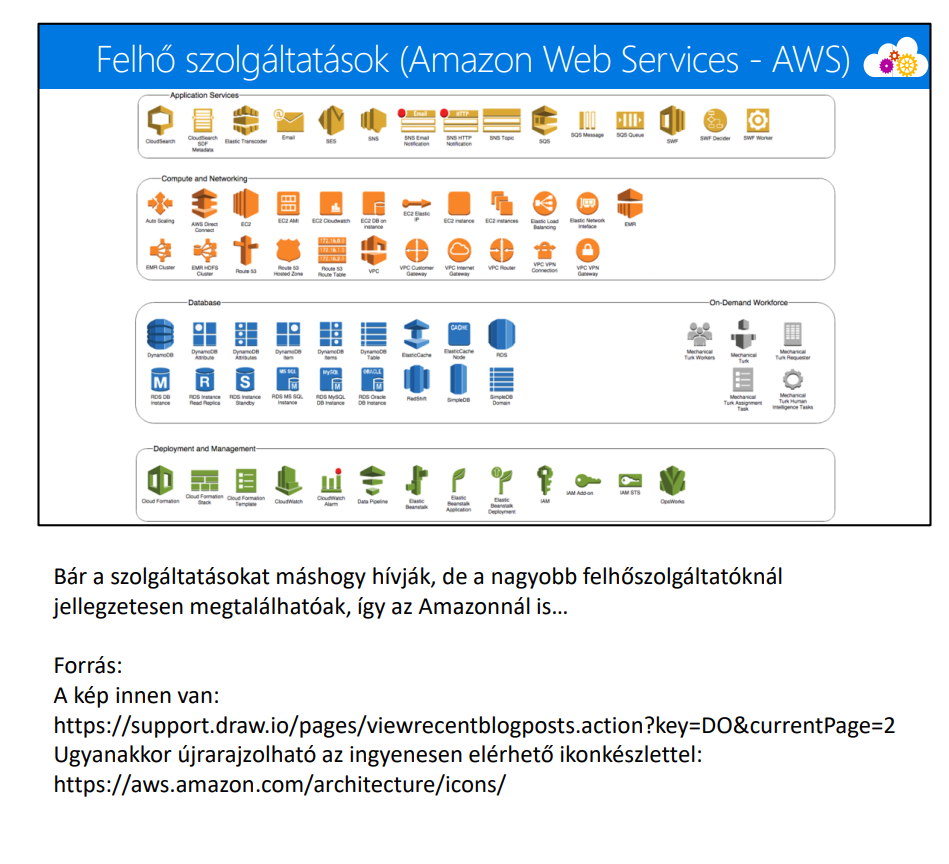 Felhő szolgáltatások (Amazon Web Services - AWS)
Application Services
CloudSearch
CloudSearch
SDF
Metadata
Elastic Transcoder
Email
SES
SNS
Email
SNS Email
Notification
HTTP
SNS HTTP
Notification
SNS Topic
SQS
SQS Message
SQS Queue
SWF
SWF Decider
SWF Worker
Compute and Networking
Auto Scaling
AWS Direct
Connect
EC2
EC2 AMI
EC2 Cloudwatch
EC2 DB on
instance
EC2 Elastic
IP
EC2 instance
EC2 instances
Elastic Load
Balancing
Elastic Network
Inteface
EMR
EMR Cluster
EMR HDFS
Cluster
Route 53
Route 53
Hosted Zone
Route 53
Route Table
VPC
VPC Customer
Gateway
VPC Internet
Gateway
VPC Router
VPC VPN
Connection
VPC VPN
Gateway
Database
DynamoDB
DynamoDB
Attribute
DynamoDB
Attributes
DynamoDB
Item
DynamoDB
Items
DynamoDB
Table
ElastiCache
CACHE
ElasticCache
Node
RDS
M
RDS DB
Instance
R
RDS Instance
Read Replica
S
RDS Instance
Standby
MS SQL
M
RDS MS SQL
Instance
MySQL
M
RDS MySQL
DB Instance
ORACLE
M
RDS Oracle
DB Instance
RedShift
SimpleDB
SimpleDB
Domain
On-Demand Workforce
Mechanical
Turk Workers
Mechanical
Turk
Mechanical
Turk Requester
Mechanical
Turk Assignment
Task
Mechanical
Turk Human
Intelligence Tasks
Deployment and Management
Cloud Formation
Cloud Formation
Stack
Cloud Formation
Template
CloudWatch
CloudWatch
Alarm
Data Pipeline
Elastic
Beanstalk
Elastic
Beanstalk
Application
Elastic
Beanstalk
Deployment
IAM
IAM Add-on
IAM STS
OpsWorks
Bár a szolgáltatásokat máshogy hívják, de a nagyobb felhőszolgáltatóknál
jellegzetesen megtalálhatóak, így az Amazonnál is…
Forrás:
A kép innen van:
https://support.draw.io/pages/viewrecentblogposts.action?key=DO&currentPage=2
Ugyanakkor újrarajzolható az ingyenesen elérhető ikonkészlettel:
https://aws.amazon.com/architecture/icons/